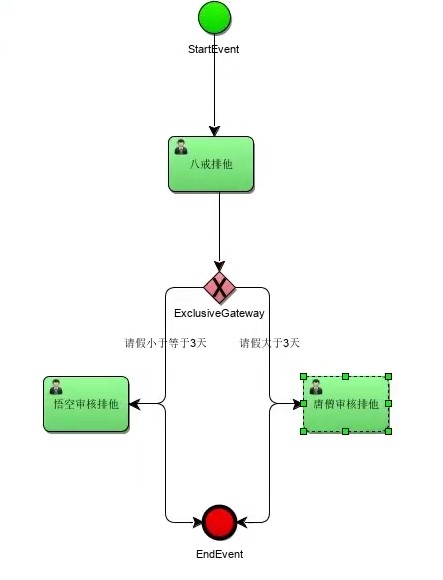 StartEvent
八戒排他
ExclusiveGateway
请假小于等于3天
请假大于3天
悟空审核排他
唐僧审核排他
EndEvent